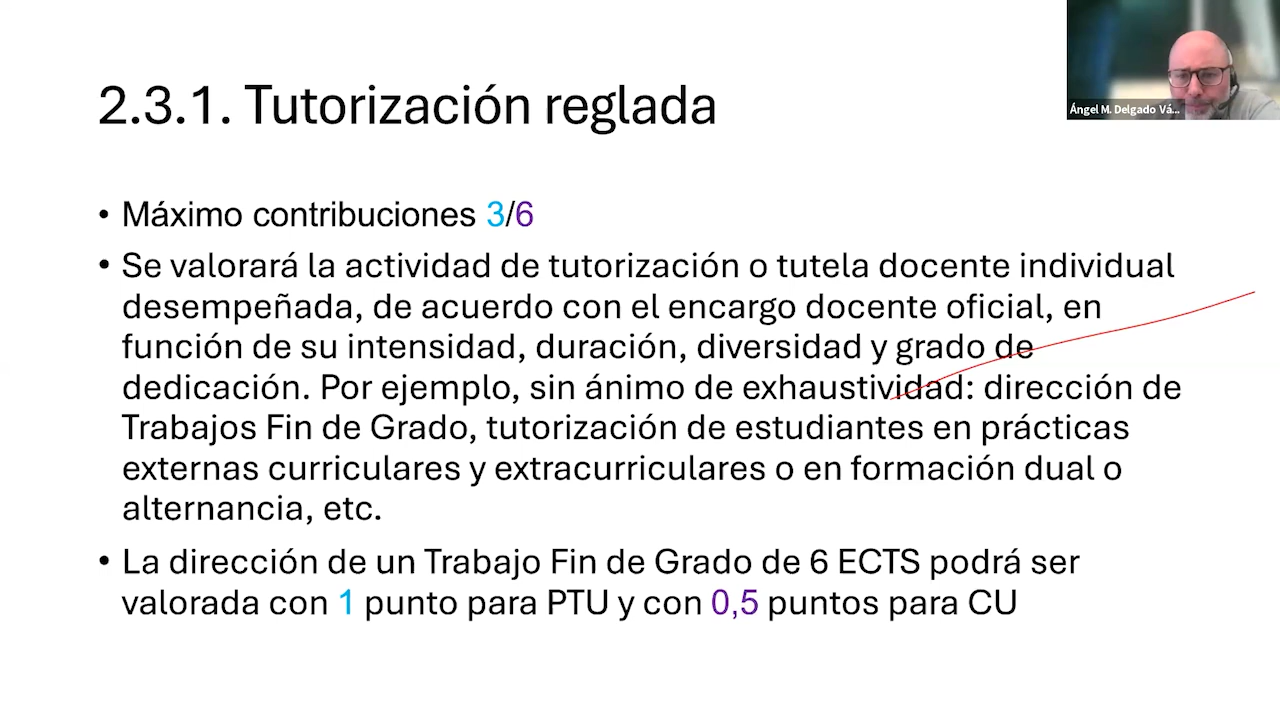 2.3.1. Tutorización reglada
Ángel M. Delgado Vá...
• Máximo contribuciones 3/6
• Se valorará la actividad de tutorización o tutela docente individual
desempeñada, de acuerdo con el encargo docente oficial, en
función de su intensidad, duración, diversidad y grado de
dedicación. Por ejemplo, sin ánimo de exhaustividad: dirección de
Trabajos Fin de Grado, tutorización de estudiantes en prácticas
externas curriculares y extracurriculares o en formación dual o
alternancia, etc.
• La dirección de un Trabajo Fin de Grado de 6 ECTS podrá ser
valorada con 1 punto para PTU y con 0,5 puntos para CU